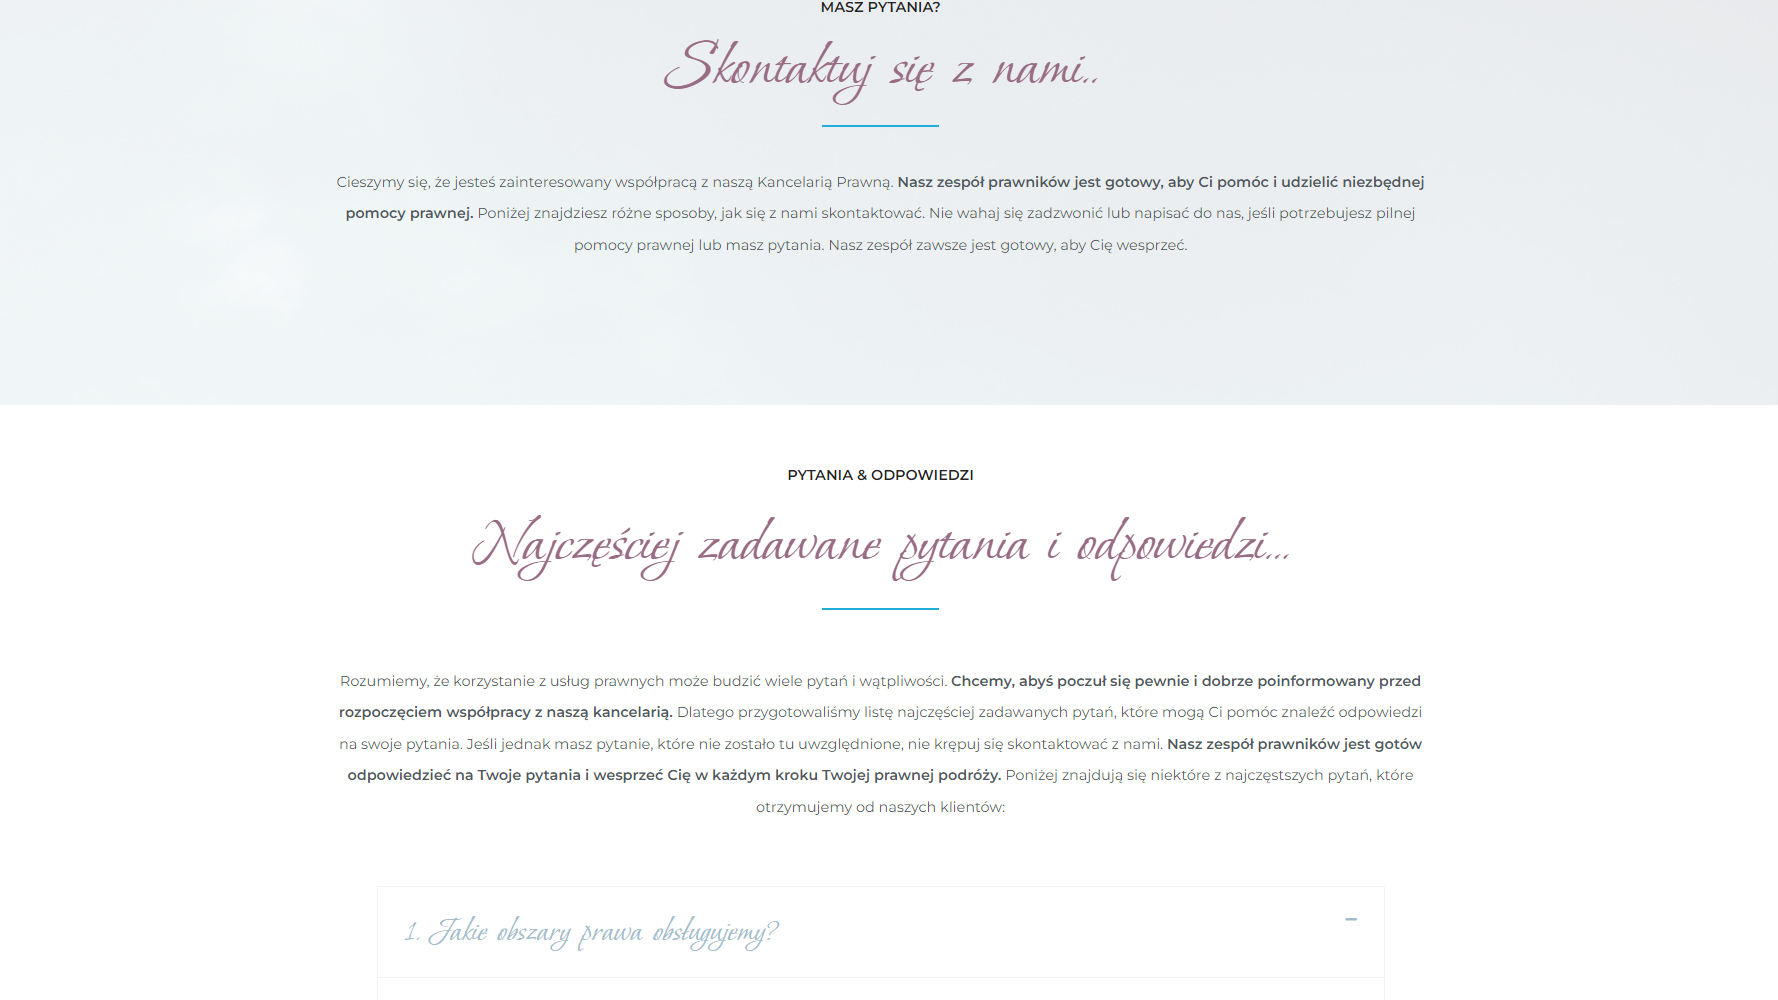 MASZ PYTANIA?
Skontaktuj się z nami..
Cieszymy się, że jesteś zainteresowany współpracą z naszą Kancelarią Prawną. Nasz zespół prawników jest gotowy, aby Ci pomóc i udzielić niezbędnej
pomocy prawnej. Poniżej znajdziesz różne sposoby, jak się z nami skontaktować. Nie wahaj się zadzwonić lub napisać do nas, jeśli potrzebujesz pilnej
pomocy prawnej lub masz pytania. Nasz zespół zawsze jest gotowy, aby Cię wesprzeć.
PYTANIA & ODPOWIEDZI
Najczęściej zadawane pytania i odpowiedzi...
Rozumiemy, że korzystanie z usług prawnych może budzić wiele pytań i wątpliwości. Chcemy, abyś poczuł się pewnie i dobrze poinformowany przed
rozpoczęciem współpracy z naszą kancelarią. Dlatego przygotowaliśmy listę najczęściej zadawanych pytań, które mogą Ci pomóc znaleźć odpowiedzi
na swoje pytania. Jeśli jednak masz pytanie, które nie zostało tu uwzględnione, nie krępuj się skontaktować z nami. Nasz zespół prawników jest gotów
odpowiedzieć na Twoje pytania i wesprzeć Cię w każdym kroku Twojej prawnej podróży. Poniżej znajdują się niektóre z najczęstszych pytań, które
otrzymujemy od naszych klientów:
1. Jakie obszary prawa obsługujemy?